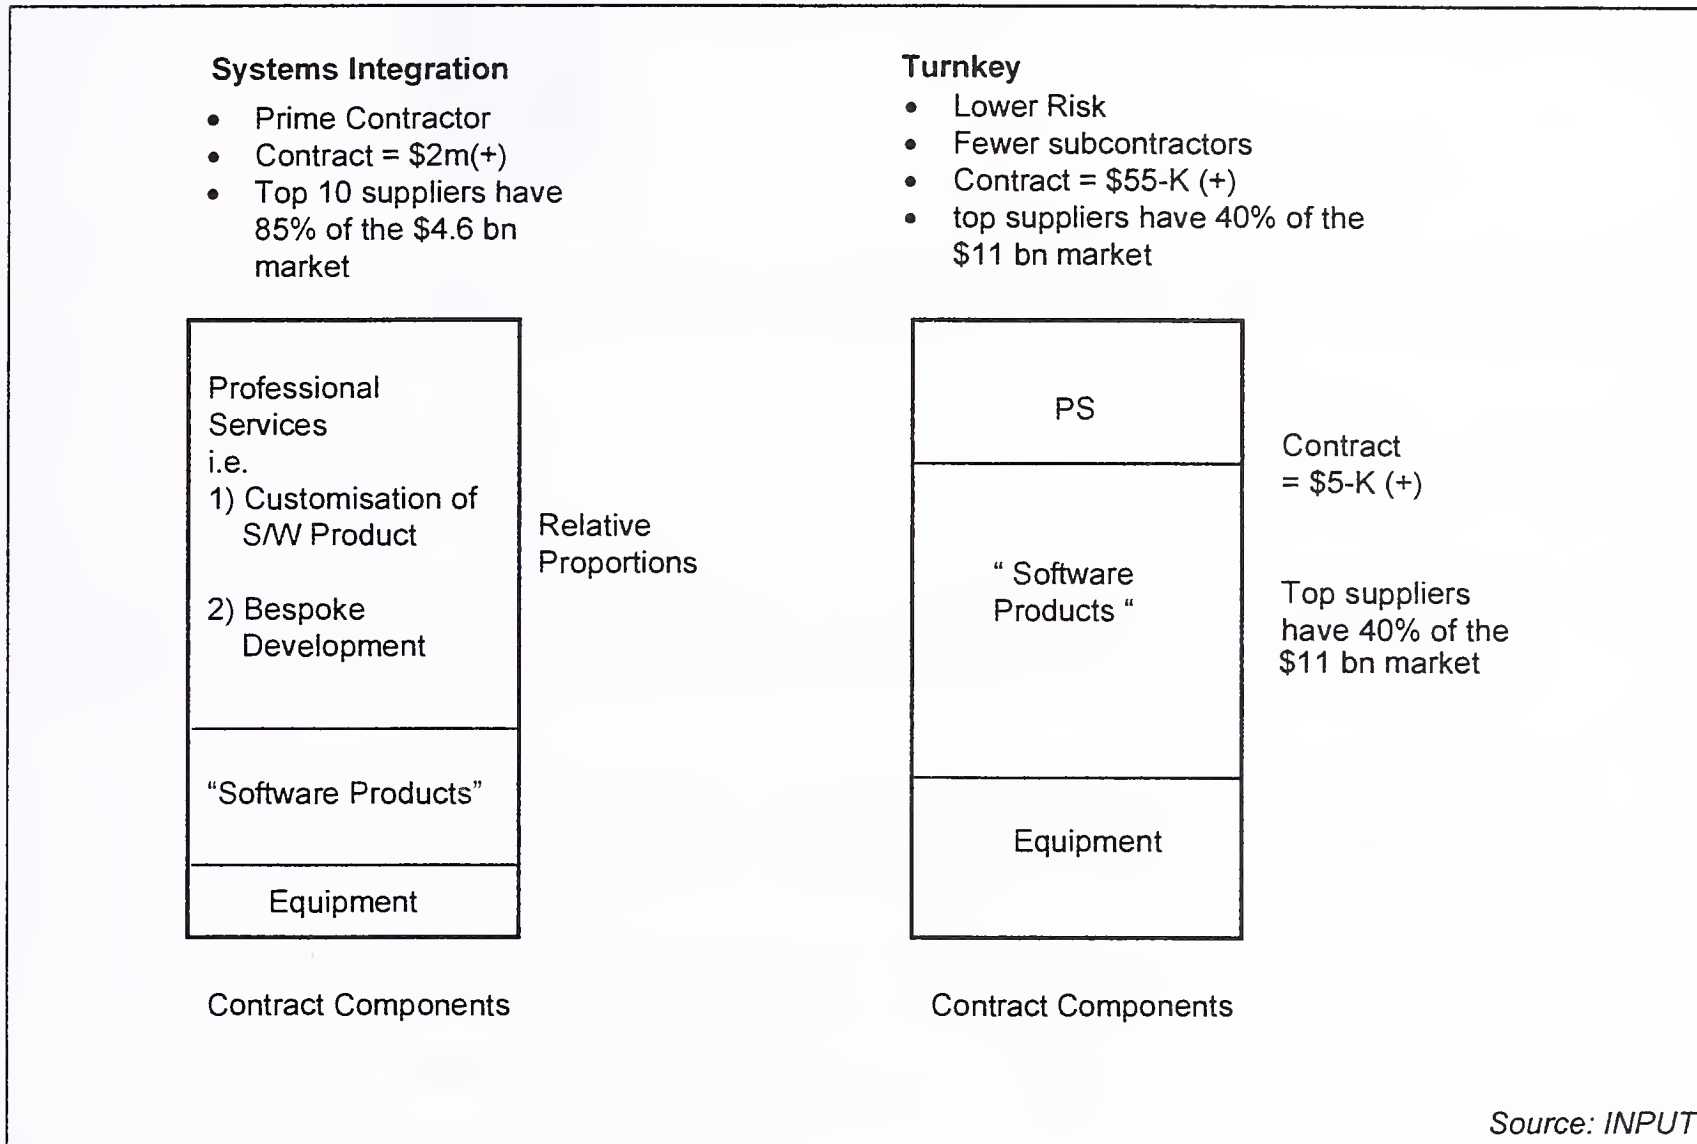 Systems Integration
• Prime Contractor
• Contract = $2m(+)
• Top 10 suppliers have
85% of the $4.6 bn
market
Turnkey
• Lower Risk
• Fewer subcontractors
• Contract = $55-K (+)
• top suppliers have 40% of the
$11 bn market
Professional
Services
i.e.
1) Customisation of
S/W Product
2) Bespoke
Development
“Software Products”
Equipment
Relative
Proportions
Contract Components
PS
“ Software
Products “
Equipment
Contract
= $5-K (+)
Top suppliers
have 40% of the
$11 bn market
Contract Components
Source: INPUT